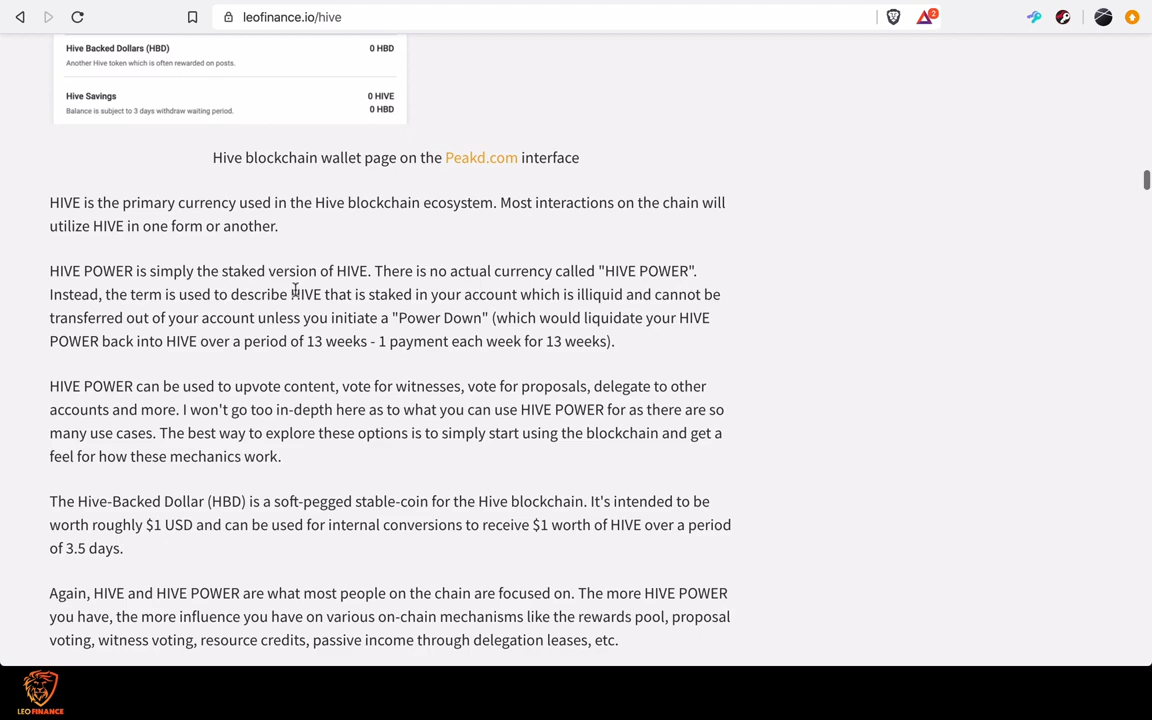 leofinance.io/hive
2
Hive Backed Dollars (HBD) 0 HBD
Another Hive token which is often rewarded on posts.
Hive Savings 0 HIVE
Balance is subject to 3 days withdraw waiting period. 0 HBD
Hive blockchain wallet page on the Peakd.com interface
HIVE is the primary currency used in the Hive blockchain ecosystem. Most interactions on the chain will
utilize HIVE in one form or another.
HIVE POWER is simply the staked version of HIVE. There is no actual currency called "HIVE POWER".
Instead, the term is used to describe HIVE that is staked in your account which is illiquid and cannot be
transferred out of your account unless you initiate a "Power Down" (which would liquidate your HIVE
POWER back into HIVE over a period of 13 weeks - 1 payment each week for 13 weeks).
HIVE POWER can be used to upvote content, vote for witnesses, vote for proposals, delegate to other
accounts and more. I won't go too in-depth here as to what you can use HIVE POWER for as there are so
many use cases. The best way to explore these options is to simply start using the blockchain and get a
feel for how these mechanics work.
The Hive-Backed Dollar (HBD) is a soft-pegged stable-coin for the Hive blockchain. It's intended to be
worth roughly $1 USD and can be used for internal conversions to receive $1 worth of HIVE over a period
of 3.5 days.
Again, HIVE and HIVE POWER are what most people on the chain are focused on. The more HIVE POWER
you have, the more influence you have on various on-chain mechanisms like the rewards pool, proposal
voting, witness voting, resource credits, passive income through delegation leases, etc.
LEOFINANCE